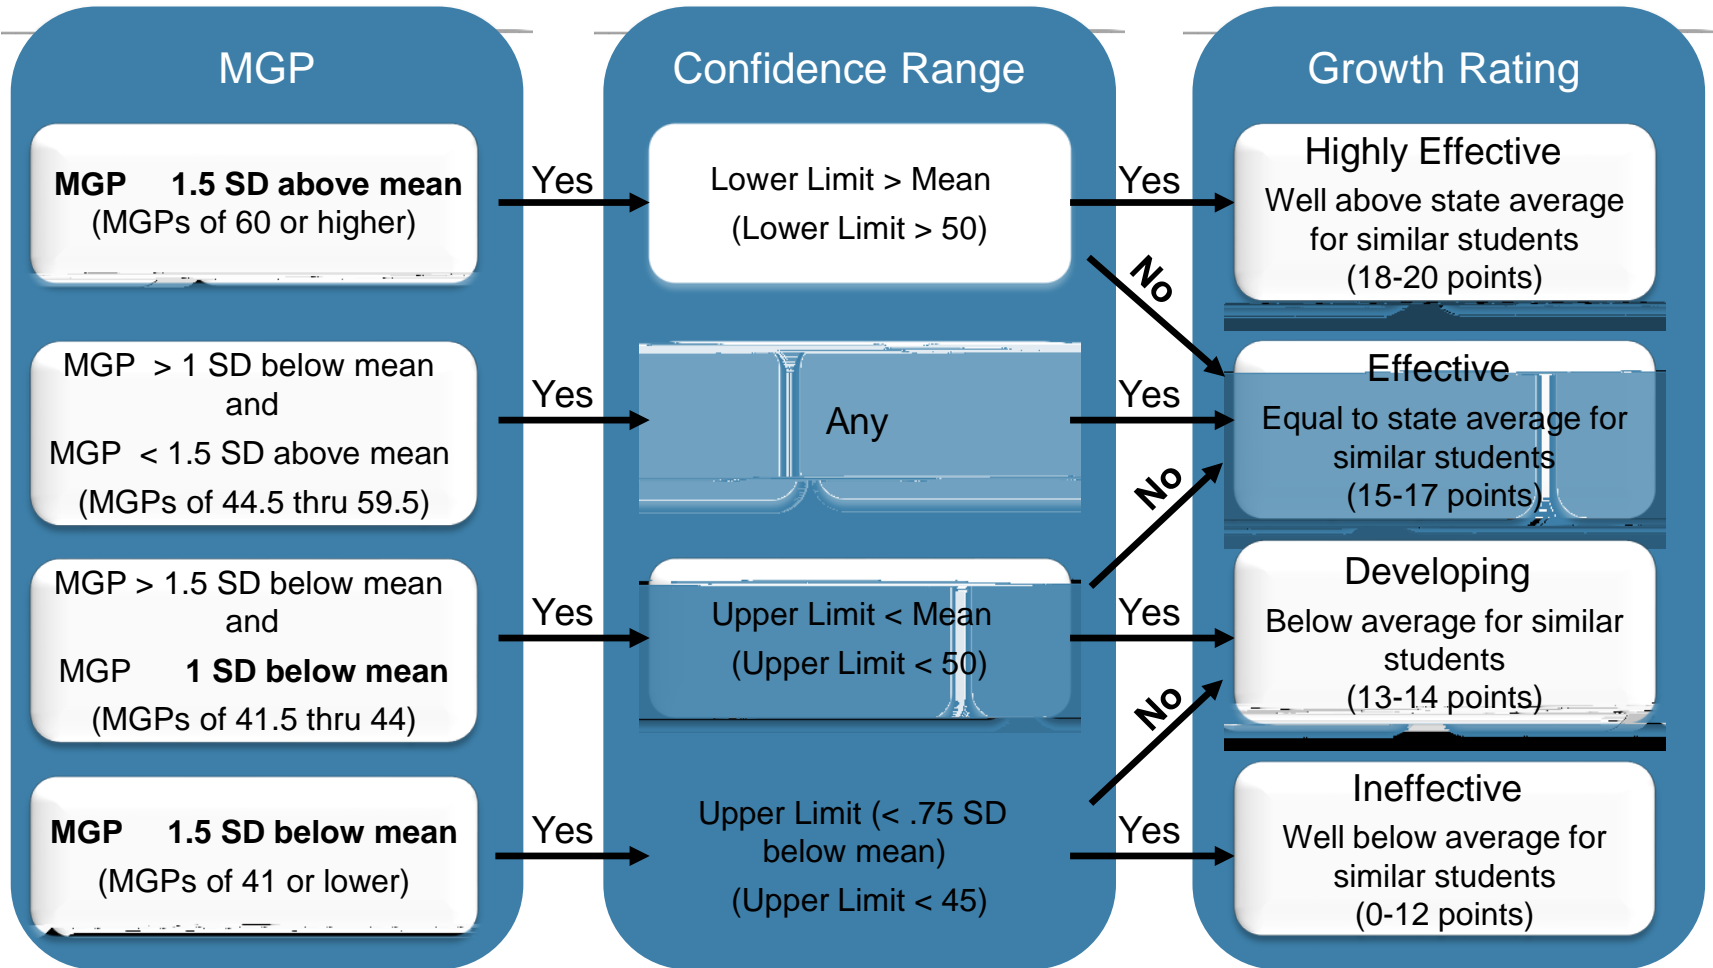 MGP
Confidence Range
Growth Rating
MGP 1.5 SD above mean
(MGPs of 60 or higher)
Yes
Lower Limit > Mean
(Lower Limit > 50)
Yes
No
Highly Effective
Well above state average
for similar students
(18-20 points)
MGP > 1 SD below mean
and
MGP < 1.5 SD above mean
(MGPs of 44.5 thru 59.5)
Yes
Any
Yes
Effective
Equal to state average for
similar students
(15-17 points)
MGP > 1.5 SD below mean
and
MGP 1 SD below mean
(MGPs of 41.5 thru 44)
Yes
Upper Limit < Mean
(Upper Limit < 50)
No
Yes
Developing
Below average for similar
students
(13-14 points)
MGP 1.5 SD below mean
(MGPs of 41 or lower)
Yes
Upper Limit (< .75 SD
below mean)
(Upper Limit < 45)
No
Yes
Ineffective
Well below average for
similar students
(0-12 points)